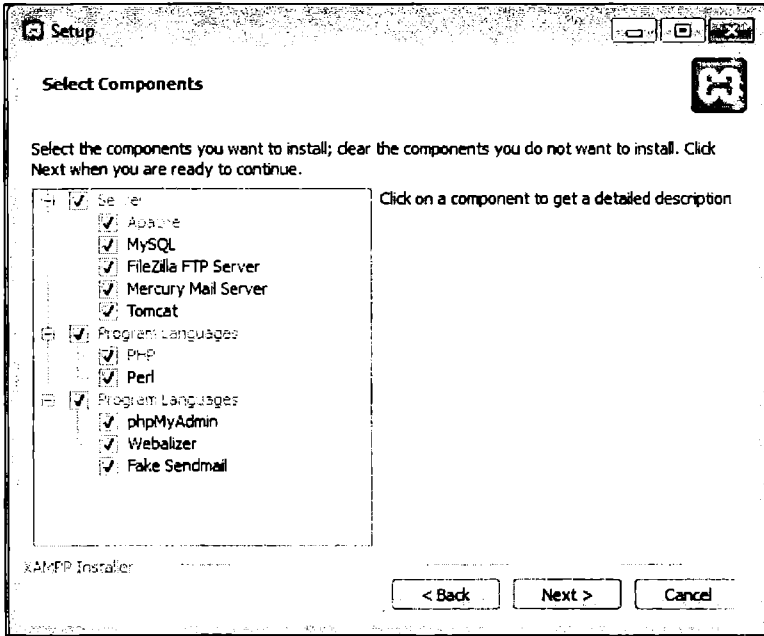 Setup
Select Components
Select the components you want to install; clear the components you do not want to install. Click
Next when you are ready to continue.
Server
Apache
MySQL
FileZilla FTP Server
Mercury Mail Server
Tomcat
Program Languages
PHP
Perl
Program Languages
phpMyAdmin
Webalizer
Fake Sendmail
Click on a component to get a detailed description
XAMPP Installer
< Back
Next >
Cancel